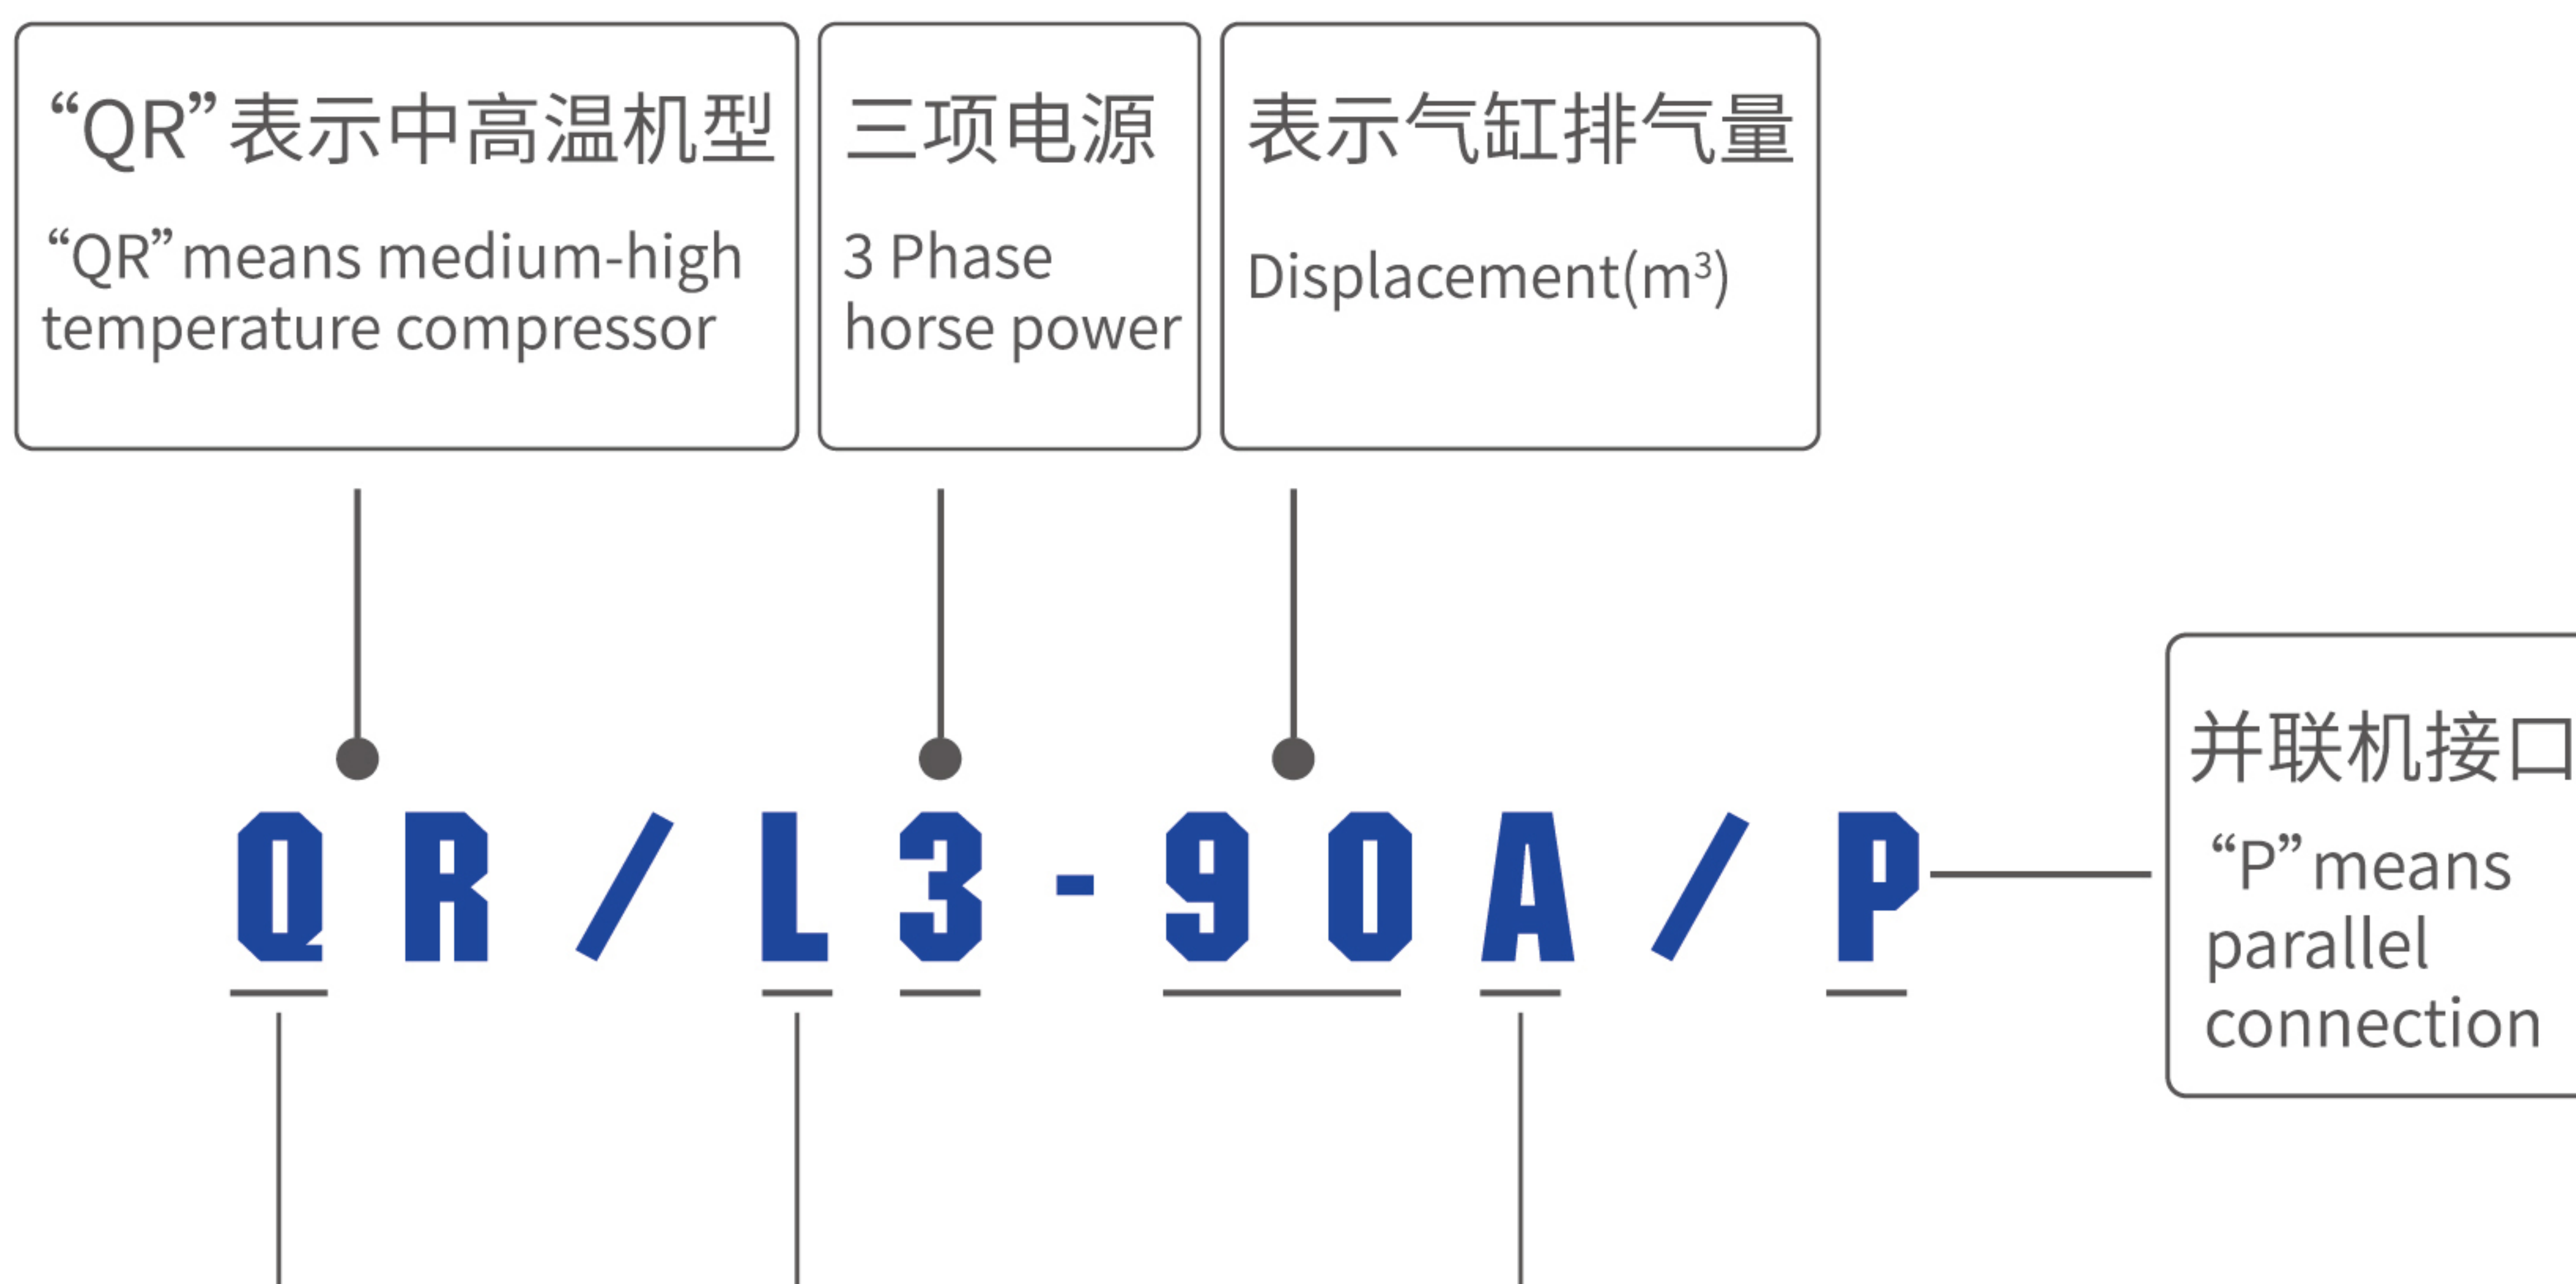 “QR”表示中高温机型
“QR”means medium-high
temperature compressor
三项电源
3 Phase
horse power
表示气缸排气量
Displacement(m³)
QR/L3-90A/P
并联机接口
“P”means
parallel
connection